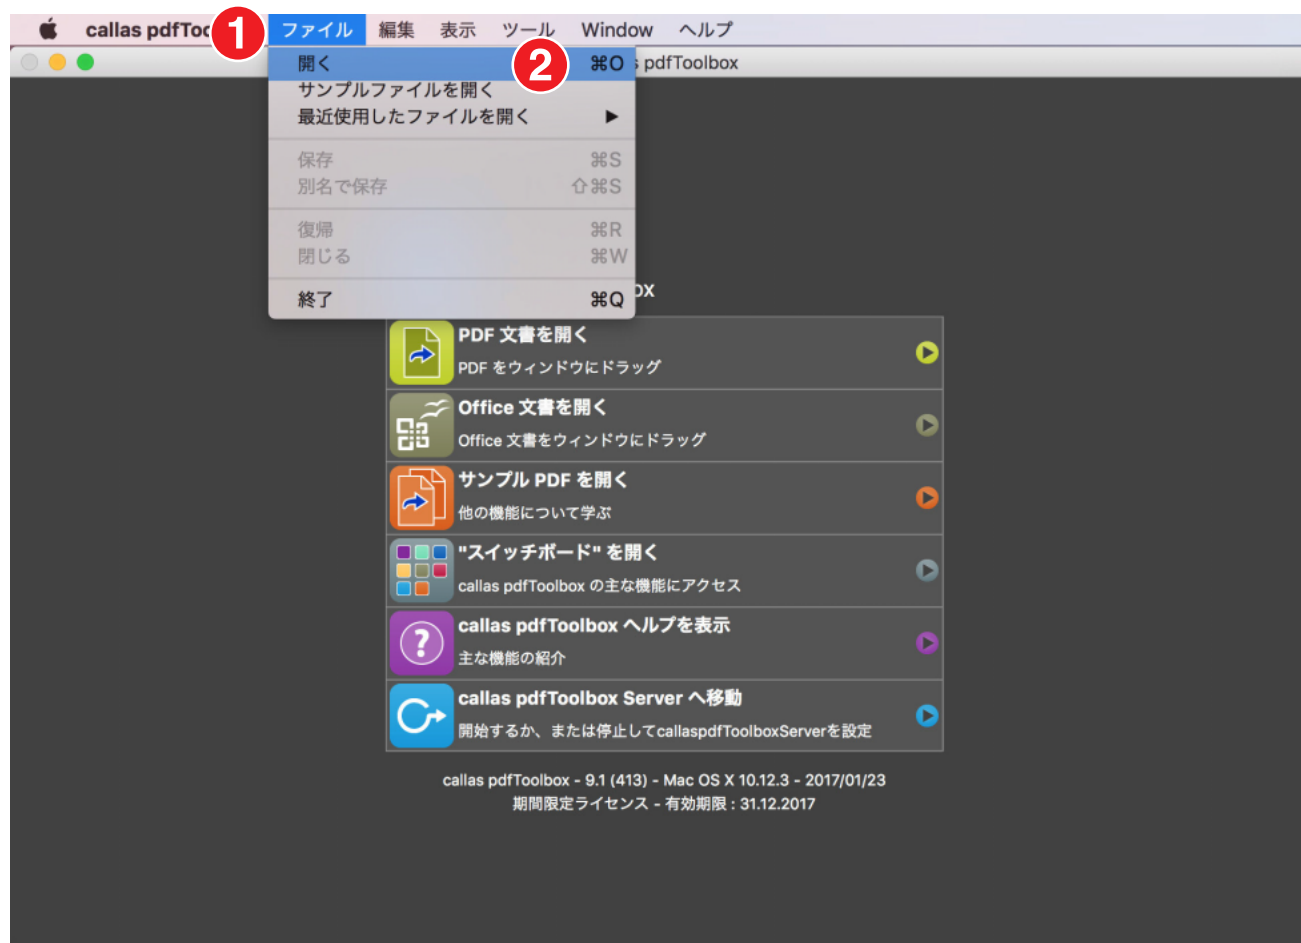 callas pdfToo
1
ファイル 編集 表示 ツール Window ヘルプ
開く ⌘O
2
pdfToolbox
サンプルファイルを開く
最近使用したファイルを開く ▶
保存 ⌘S
別名で保存 ⇧⌘S
復帰 ⌘R
閉じる ⌘W
終了 ⌘Q
ox
PDF 文書を開く
PDF をウィンドウにドラッグ
Office 文書を開く
Office 文書をウィンドウにドラッグ
サンプル PDF を開く
他の機能について学ぶ
"スイッチボード" を開く
callas pdfToolbox の主な機能にアクセス
?
callas pdfToolbox ヘルプを表示
主な機能の紹介
callas pdfToolbox Server へ移動
開始するか、または停止してcallaspdfToolboxServerを設定
callas pdfToolbox - 9.1 (413) - Mac OS X 10.12.3 - 2017/01/23
期間限定ライセンス - 有効期限 : 31.12.2017